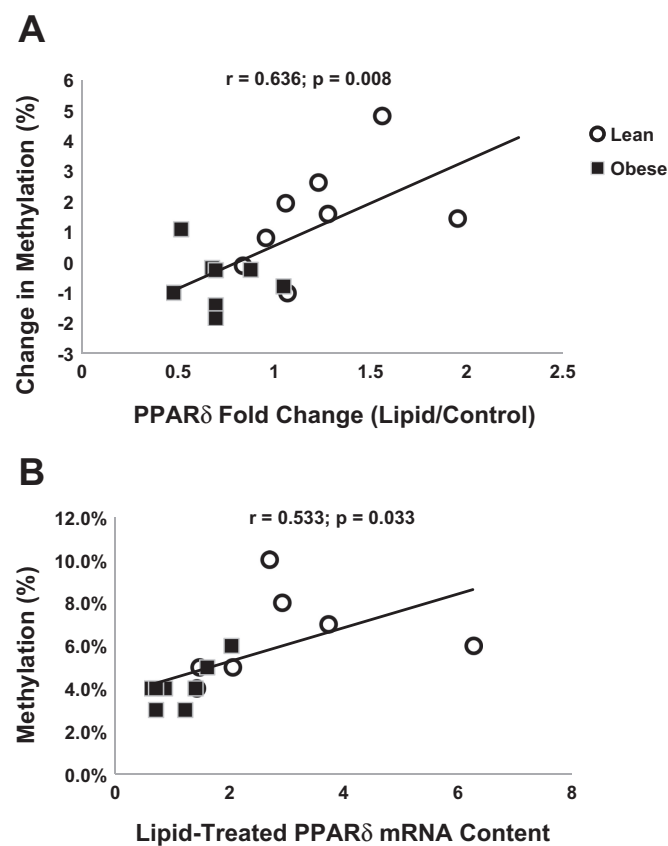 A
r = 0.636; p = 0.008
Change in Methylation (%)
6
5
4
3
2
1
0
-1
-2
-3
0
0.5
1
1.5
2
2.5
PPARδ Fold Change (Lipid/Control)
Lean
Obese
B
r = 0.533; p = 0.033
Methylation (%)
12.0%
10.0%
8.0%
6.0%
4.0%
2.0%
0.0%
0
2
4
6
8
Lipid-Treated PPARδ mRNA Content